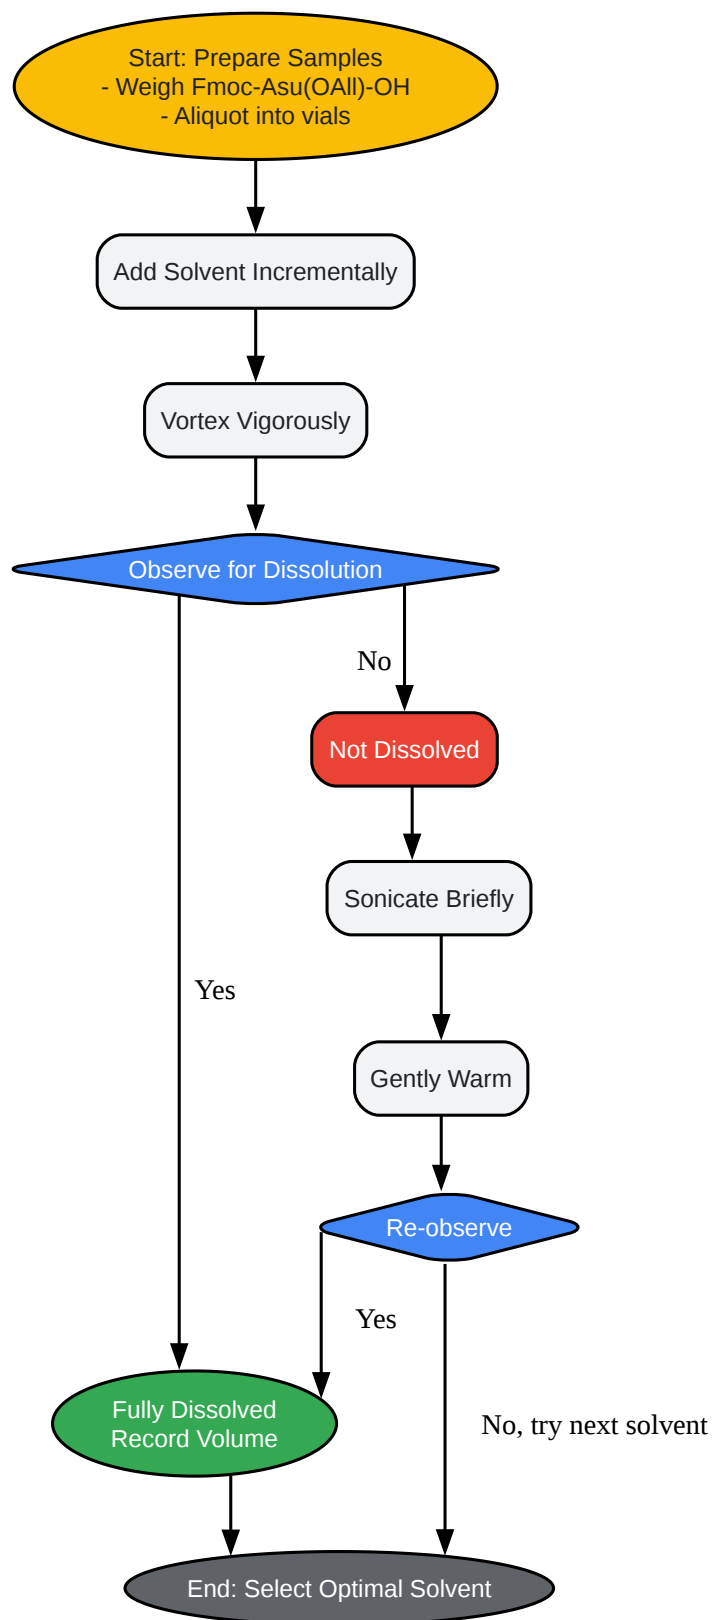 Start: Prepare Samples
- Weigh Fmoc-Asu(OAll)-OH
- Aliquot into vials
Add Solvent Incrementally
Vortex Vigorously
Observe for Dissolution
No
Not Dissolved
Sonicate Briefly
Yes
Gently Warm
Re-observe
Yes
Fully Dissolved
Record Volume
No, try next solvent
End: Select Optimal Solvent